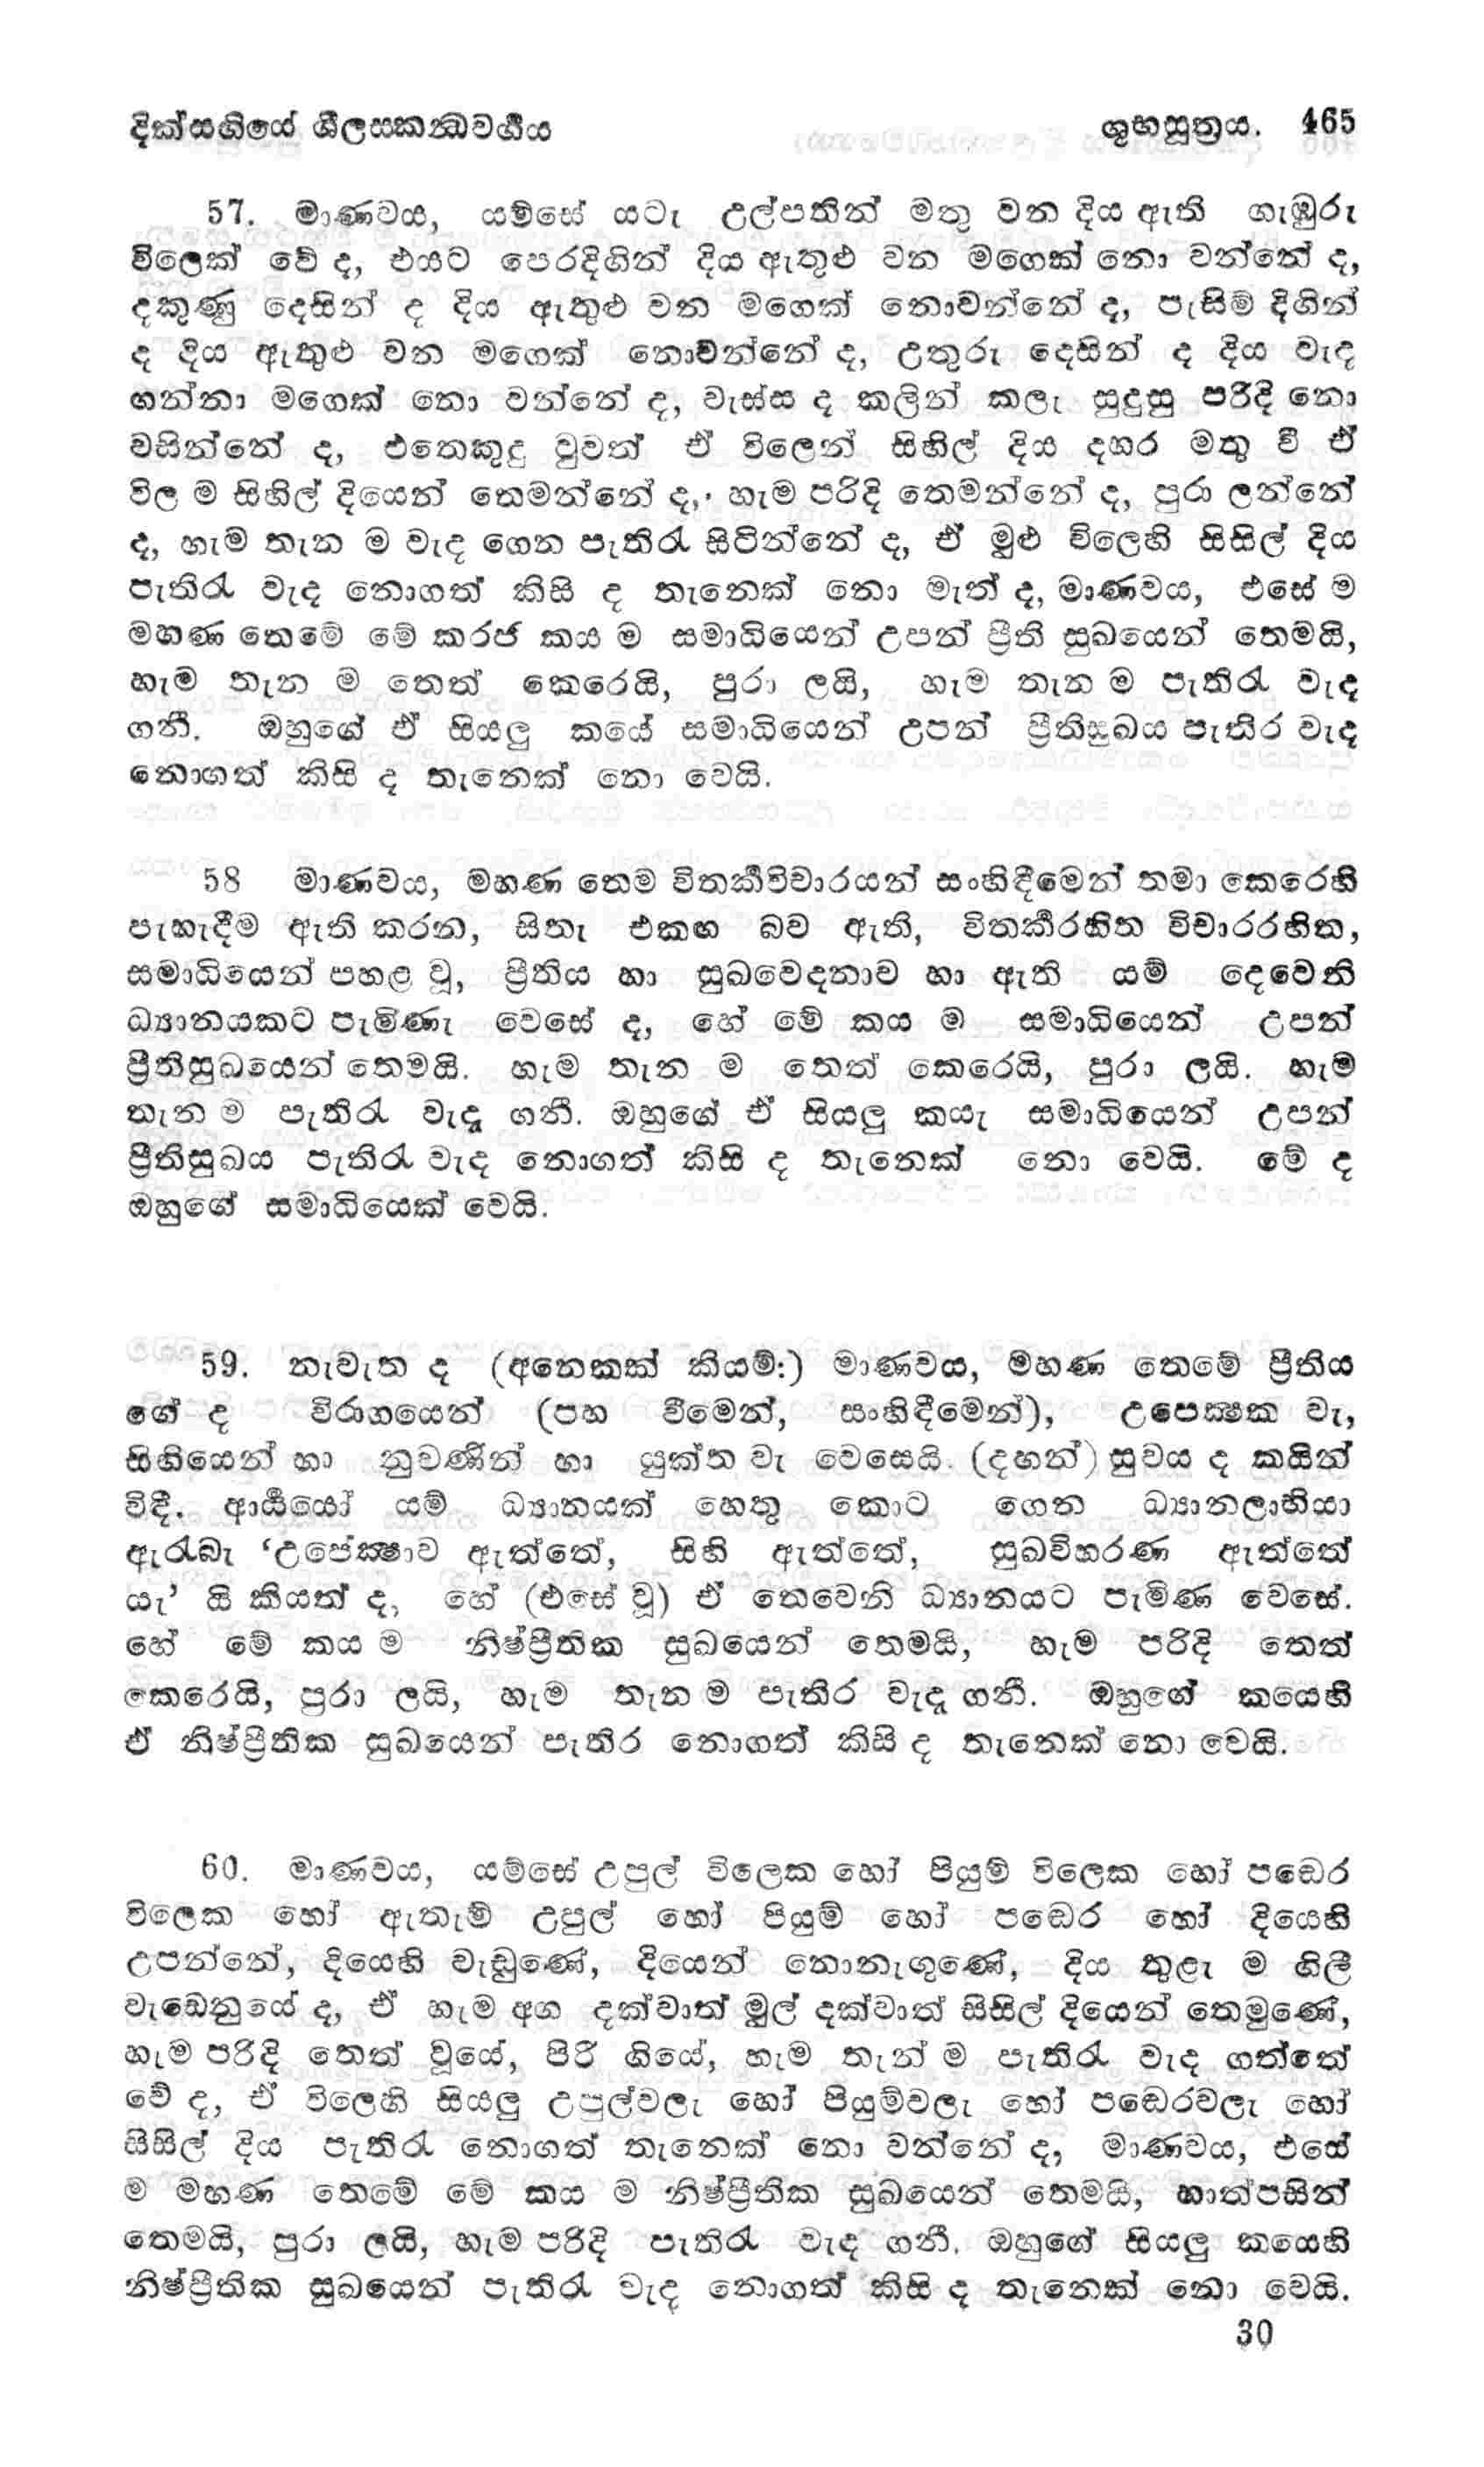 දික්සඟියේ ශීලස්කන්ධවර්ගය ශුභසූත්‍රය. 465
57. මාණවය, යම්සේ යටැ උල්පතින් මතු වන දිය ඇති ගැඹුරු
විලෙක් වේ ද, එයට පෙරදිගින් දිය ඇතුළු වන මගෙක් නො වන්නේ ද,
දකුණු දෙසින් ද දිය ඇතුළු වන මගෙක් නොවන්නේ ද, පැසිම් දිගින්
ද දිය ඇතුළු වන මගෙක් නොවන්නේ ද, උතුරු දෙසින් ද දිය වැද
ගන්නා මගෙක් නො වන්නේ ද, වැස්ස ද කලින් කලැ සුදුසු පරිදි නො
වසින්නේ ද, එතෙකුදු වුවත් ඒ විලෙන් සිහිල් දිය දහර මතු වී ඒ
විල ම සිහිල් දියෙන් තෙමන්නේ ද, හැම පරිදි තෙමන්නේ ද, පුරා ලන්නේ
ද, හැම තැන ම වැද ගෙන පැතිරැ සිටින්නේ ද, ඒ මුළු විලෙහි සිසිල් දිය
පැතිරැ වැද නොගත් කිසි ද තැනෙක් නො මැත් ද, මාණවය, එසේ ම
මහණ තෙමේ මේ කරජ කය ම සමාධියෙන් උපන් ප්‍රීති සුඛයෙන් තෙමයි,
හැම තැන ම තෙත් කෙරෙයි, පුරා ලයි, හැම තැන ම පැතිරැ වැද
ගනී. ඔහුගේ ඒ සියලු කයේ සමාධියෙන් උපන් ප්‍රීතිසුඛය පැතිර වැද
නොගත් කිසි ද තැනෙක් නො වෙයි.
58 මාණවය, මහණ තෙම විතර්කවිචාරයන් සංහිඳීමෙන් තමා කෙරෙහි
පැහැදීම ඇති කරන, සිතැ එකඟ බව ඇති, විතර්කරහිත විචාරරහිත,
සමාධියෙන් පහළ වූ, ප්‍රීතිය හා සුඛවෙදනාව හා ඇති යම් දෙවෙනි
ධ්‍යානයකට පැමිණැ වෙසේ ද, හේ මේ කය ම සමාධියෙන් උපන්
ප්‍රීතිසුඛයෙන් තෙමයි. හැම තැන ම තෙත් කෙරෙයි, පුරා ලයි. හැම
තැන ම පැතිරැ වැදූ ගනී. ඔහුගේ ඒ සියලු කයැ සමාධියෙන් උපන්
ප්‍රීතිසුඛය පැතිරැ වැද නොගත් කිසි ද තැනෙක් නො වෙයි. මේ ද
ඔහුගේ සමාධියෙක් වෙයි.
59. නැවැත ද (අනෙකක් කියම්:) මාණවය, මහණ තෙමේ ප්‍රීතිය
ගේ ද විරාගයෙන් (පහ වීමෙන්, සංහිදීමෙන්), උපෙක්‍ෂක වැ,
සිහියෙන් හා නුවණින් හා යුක්ත වැ වෙසෙයි. (දහන්) සුවය ද කයින්
විඳී. ආර්‍ය්‍යයෝ යම් ධ්‍යානයක් හෙතු කොට ගෙන ධ්‍යානලාභියා
ඇරැබැ ‘උපේක්‍ෂාව ඇත්තේ, සිහි ඇත්තේ, සුඛවිහරණ ඇත්තේ
යැ’ යි කියත් ද, හේ (එසේ වූ) ඒ තෙවෙනි ධ්‍යානයට පැමිණ වෙසේ.
හේ මේ කය ම නිෂ්ප්‍රීතික සුඛයෙන් තෙමයි, හැම පරිදි තෙත්
කෙරෙයි, පුරා ලයි, හැම තැන ම පැතිර වැදූ ගනී. ඔහුගේ කයෙහි
ඒ නිෂ්ප්‍රීතික සුඛයෙන් පැතිර නොගත් කිසි ද තැනෙක් නො වෙයි.
60. මාණවය, යම්සේ උපුල් විලෙක හෝ පියුම් විලෙක හෝ පඬෙර
විලෙක හෝ ඇතැම් උපුල් හෝ පියුම් හෝ පඬෙර හෝ දියෙහි
උපන්නේ, දියෙහි වැඩුණේ, දියෙන් නොනැගුණේ, දිය තුළැ ම ගිලී
වැඩෙනුයේ ද, ඒ හැම අග දක්වාත් මුල් දක්වාත් සිසිල් දියෙන් තෙමුණේ,
හැම පරිදි තෙත් වූයේ, පිරී ගියේ, හැම තැන් ම පැතිරැ වැද ගත්තේ
වේ ද, ඒ විලෙහි සියලු උපුල්වලැ හෝ පියුම්වලැ හෝ පඬෙරවලැ හෝ
සිසිල් දිය පැතිරැ නොගත් තැනෙක් නො වන්නේ ද, මාණවය, එසේ
ම මහණ තෙමේ මේ කය ම නිෂ්ප්‍රීතික සුඛයෙන් තෙමයි, හාත්පසින්
තෙමයි, පුරා ලයි, හැම පරිදි පැතිරැ වැද ගනී. ඔහුගේ සියලු කයෙහි
නිෂ්ප්‍රීතික සුඛයෙන් පැතිරැ වැද නොගත් කිසි ද තැනෙක් නො වෙයි.
30